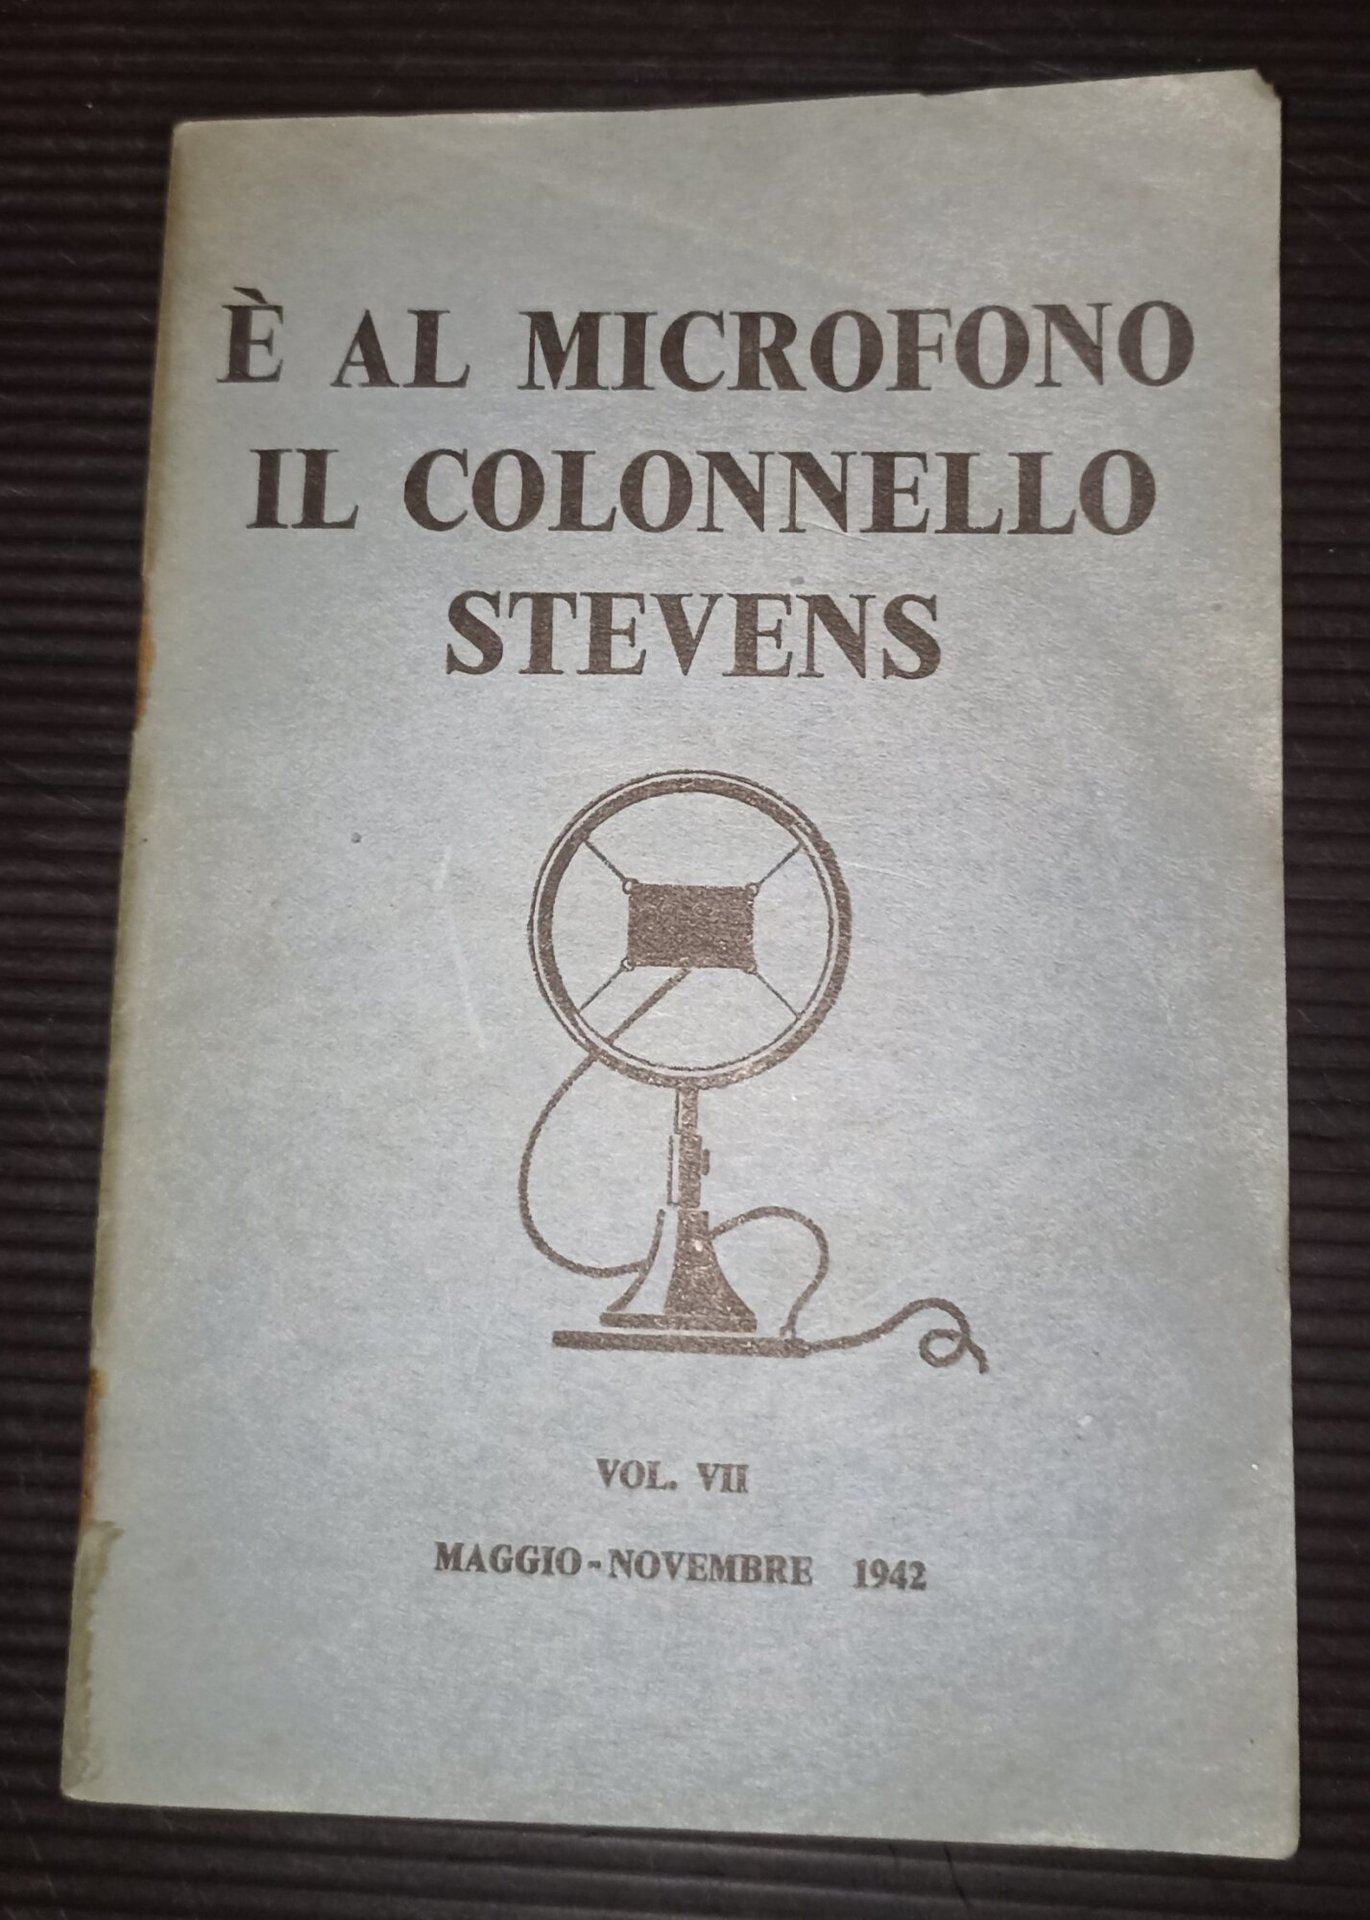 È AL MICROFONO
IL COLONNELLO
STEVENS
VOL. VII
MAGGIO-NOVEMBRE 1942